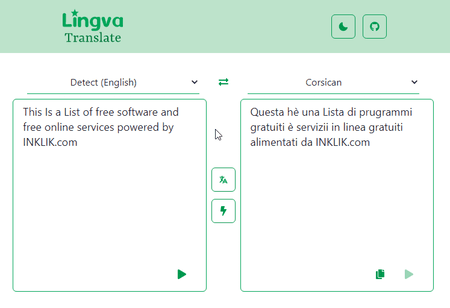 Lingva
Translate
Detect (English)
Corsican
This Is a List of free software and
free online services powered by
INKLIK.com
Questa hè una Lista di prugrammi
gratuiti è servizii in linea gratuiti
alimentati da INKLIK.com